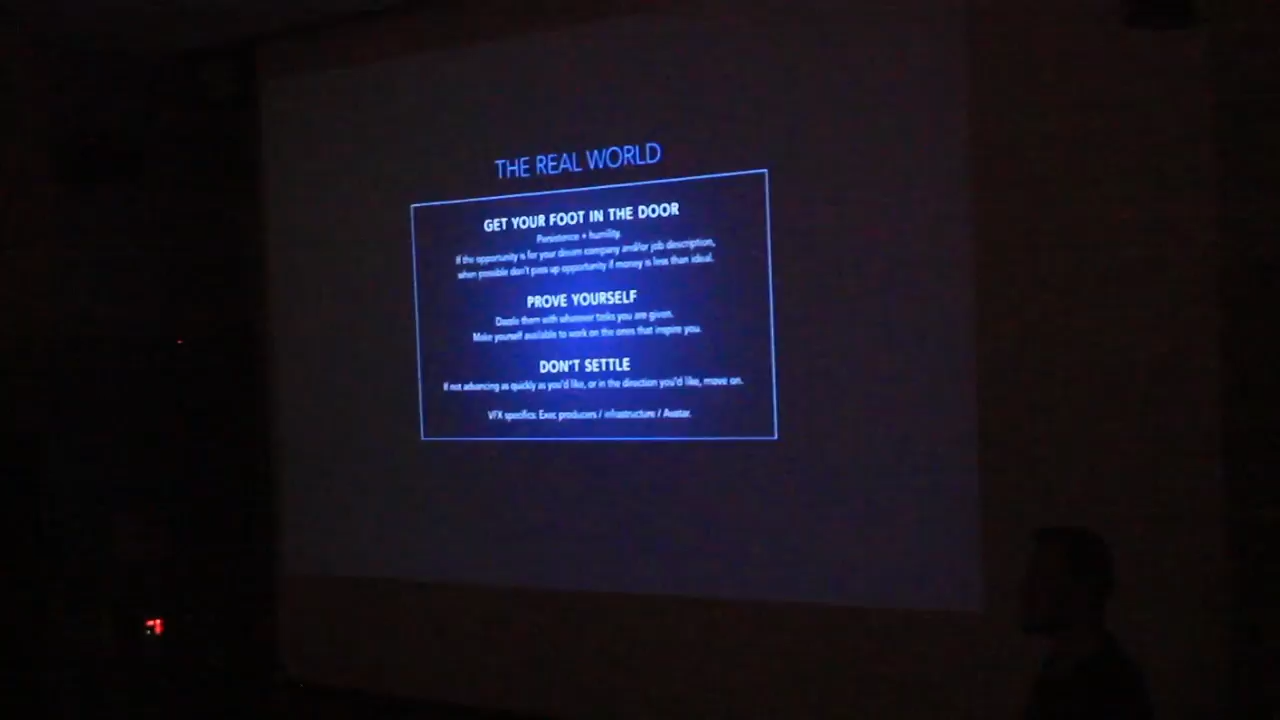 THE REAL WORLD
GET YOUR FOOT IN THE DOOR
Persistence + humility.
If the opportunity is for your dream company and/or job description,
when possible don't pass up opportunity if money is less than ideal.
PROVE YOURSELF
Dazzle them with whatever tasks you are given.
Make yourself available to work on the ones that inspire you.
DON'T SETTLE
If not advancing as quickly as you'd like, or in the direction you'd like, move on.
VFX specifics: Exec producers / infrastructure / Avatar.